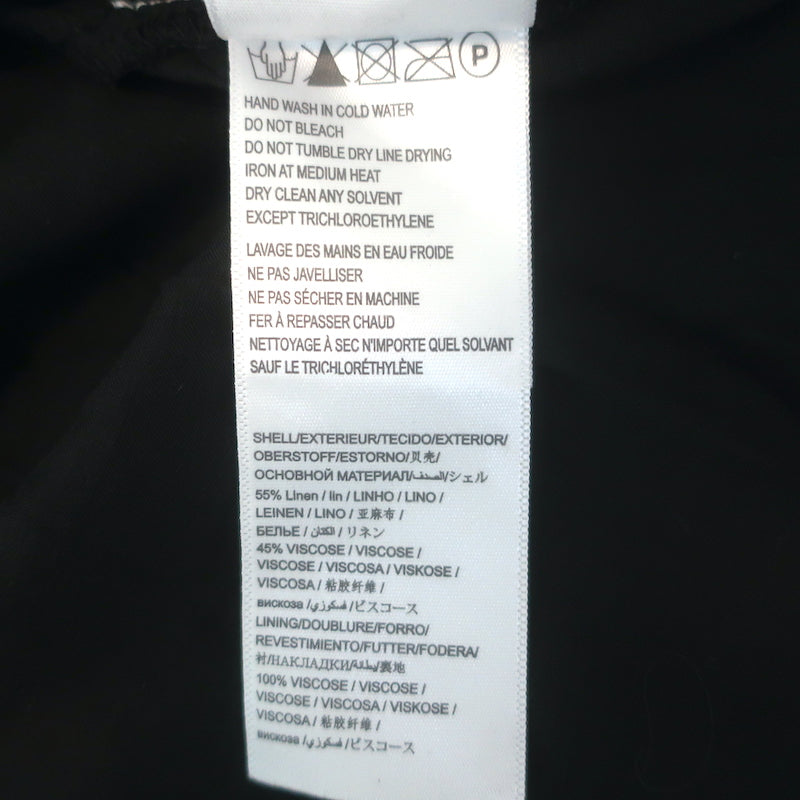 P
HAND WASH IN COLD WATER
DO NOT BLEACH
DO NOT TUMBLE DRY LINE DRYING
IRON AT MEDIUM HEAT
DRY CLEAN ANY SOLVENT
EXCEPT TRICHLOROETHYLENE
LAVAGE DES MAINS EN EAU FROIDE
NE PAS JAVELLISER
NE PAS SÉCHER EN MACHINE
FER À REPASSER CHAUD
NETTOYAGE À SEC N'IMPORTE QUEL SOLVANT
SAUF LE TRICHLORÉTHYLÈNE
SHELL/EXTERIEUR/TECIDO/EXTERIOR/
OBERSTOFF/ESTORNO/贝壳/
ОСНОВНОЙ МАТЕРИАЛ/الصدف/シェル
55% Linen / lin / LINHO / LINO /
LEINEN / LINO / 亚麻布 /
БЕЛЬЕ / الكتان / リネン
45% VISCOSE / VISCOSE /
VISCOSE / VISCOSA / VISKOSE /
VISCOSA / 粘胶纤维 /
вискоза /فسكوزي /ビスコース
LINING/DOUBLURE/FORRO/
REVESTIMIENTO/FUTTER/FODERA/
衬/НАКЛАДКИ/بطانة/裏地
100% VISCOSE / VISCOSE /
VISCOSE / VISCOSA / VISKOSE /
VISCOSA / 粘胶纤维 /
вискоза /فسكوزي /ビスコース